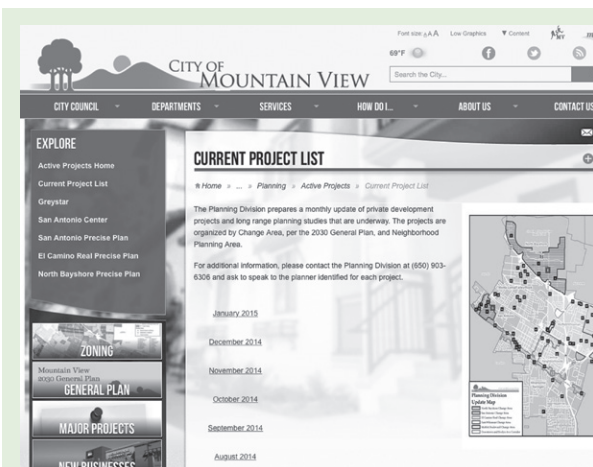 Font size: AAA Low Graphics ▼ Content
69°F
CITY OF
MOUNTAIN VIEW
Search the City...
CITY COUNCIL DEPARTMENTS SERVICES HOW DO I... ABOUT US CONTACT US
EXPLORE
Active Projects Home
Current Project List
Greystar
San Antonio Center
San Antonio Precise Plan
El Camino Real Precise Plan
North Bayshore Precise Plan
ZONING
Mountain View
2030 General Plan
GENERAL PLAN
MAJOR PROJECTS
NEW BUSINESSES
CURRENT PROJECT LIST
Home » ... » Planning » Active Projects » Current Project List
The Planning Division prepares a monthly update of private development
projects and long range planning studies that are underway. The projects are
organized by Change Area, per the 2030 General Plan, and Neighborhood
Planning Area.
For additional information, please contact the Planning Division at (650) 903-
6306 and ask to speak to the planner identified for each project.
January 2015
December 2014
November 2014
October 2014
September 2014
August 2014
Planning Division
Update Map